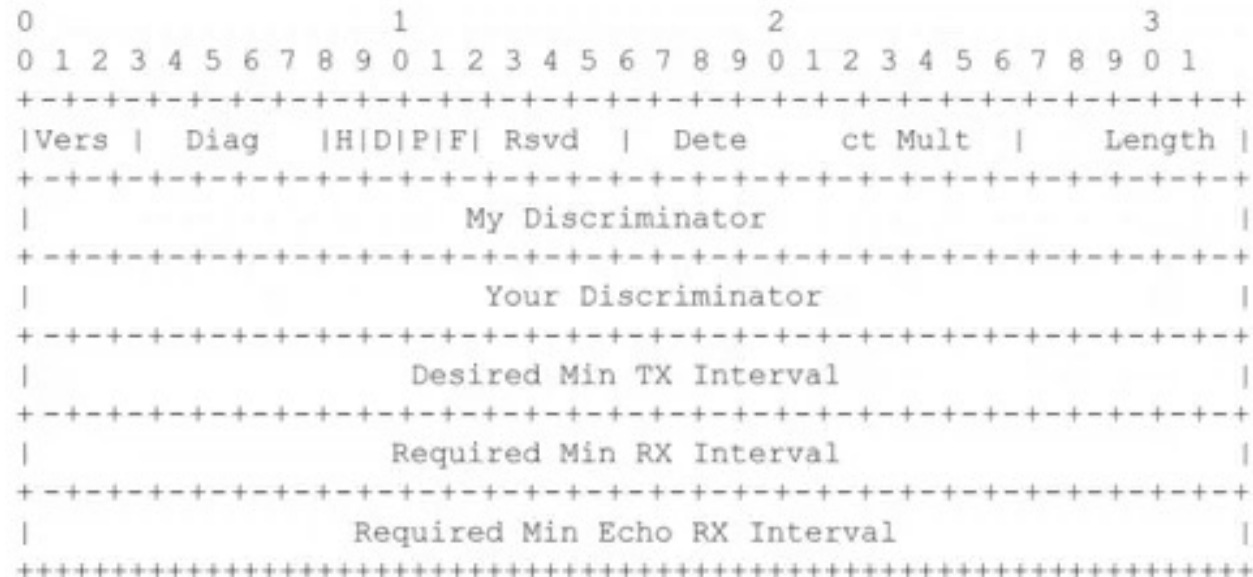 0 1 2 3
0 1 2 3 4 5 6 7 8 9 0 1 2 3 4 5 6 7 8 9 0 1 2 3 4 5 6 7 8 9 0 1
+-+-+-+-+-+-+-+-+-+-+-+-+-+-+-+-+-+-+-+-+-+-+-+-+-+-+-+-+-+
|Vers | Diag |H|D|P|F| Rsvd | Dete ct Mult | Length |
+-+-+-+-+-+-+-+-+-+-+-+-+-+-+-+-+-+-+-+-+-+-+-+-+-+-+-+-+-+
| My Discriminator |
+-+-+-+-+-+-+-+-+-+-+-+-+-+-+-+-+-+-+-+-+-+-+-+-+-+-+-+-+-+
| Your Discriminator |
+-+-+-+-+-+-+-+-+-+-+-+-+-+-+-+-+-+-+-+-+-+-+-+-+-+-+-+-+-+
| Desired Min TX Interval |
+-+-+-+-+-+-+-+-+-+-+-+-+-+-+-+-+-+-+-+-+-+-+-+-+-+-+-+-+-+
| Required Min RX Interval |
+-+-+-+-+-+-+-+-+-+-+-+-+-+-+-+-+-+-+-+-+-+-+-+-+-+-+-+-+-+
| Required Min Echo RX Interval |
+++++++++++++++++++++++++++++++++++++++++++++++++++++